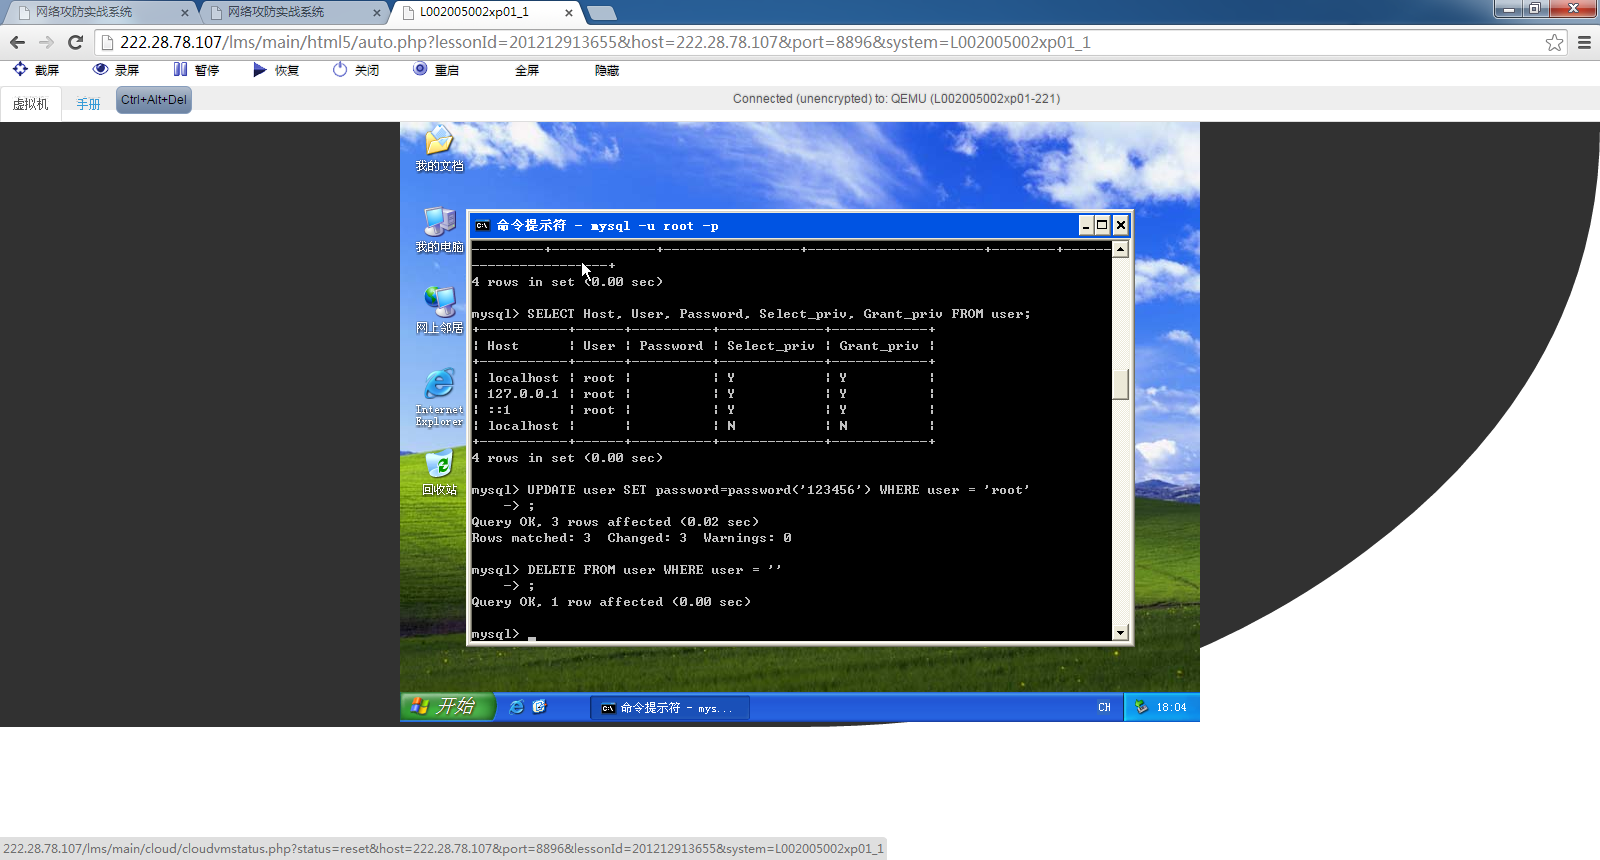 网络攻防实战系统
网络攻防实战系统
L002005002xp01_1
222.28.78.107/lms/main/html5/auto.php?lessonId=201212913655&host=222.28.78.107&port=8896&system=L002005002xp01_1
截屏 录屏 暂停 恢复 关闭 重启 全屏 隐藏
虚拟机 手册 Ctrl+Alt+Del Connected (unencrypted) to: QEMU (L002005002xp01-221)
我的文档
我的电脑
网上邻居
Internet
Explorer
回收站
命令提示符 - mysql -u root -p
---------+-------------+-----------------+----------------------+--------+------
-----------------+
4 rows in set (0.00 sec)
mysql> SELECT Host, User, Password, Select_priv, Grant_priv FROM user;
+-----------+------+----------+-------------+------------+
| Host      | User | Password | Select_priv | Grant_priv |
+-----------+------+----------+-------------+------------+
| localhost | root |          | Y           | Y          |
| 127.0.0.1 | root |          | Y           | Y          |
| ::1       | root |          | Y           | Y          |
| localhost |      |          | N           | N          |
+-----------+------+----------+-------------+------------+
4 rows in set (0.00 sec)
mysql> UPDATE user SET password=password('123456') WHERE user = 'root'
    -> ;
Query OK, 3 rows affected (0.02 sec)
Rows matched: 3  Changed: 3  Warnings: 0
mysql> DELETE FROM user WHERE user = ''
    -> ;
Query OK, 1 row affected (0.00 sec)
mysql>
开始 命令提示符 - mys... CH 18:04
222.28.78.107/lms/main/cloud/cloudvmstatus.php?status=reset&host=222.28.78.107&port=8896&lessonId=201212913655&system=L002005002xp01_1